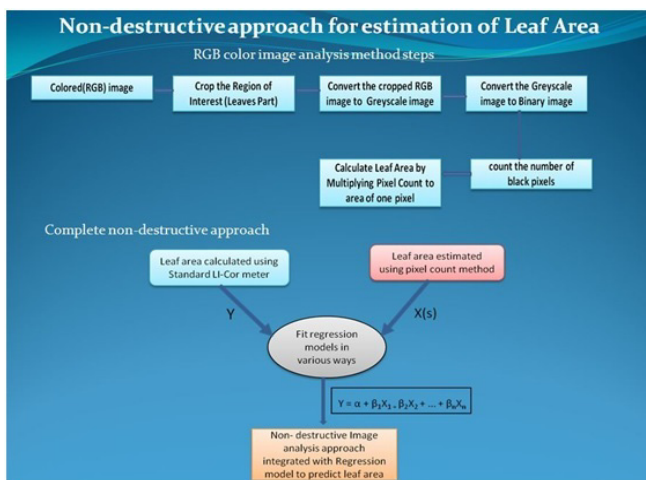 Non-destructive approach for estimation of Leaf Area
RGB color image analysis method steps
Colored(RGB) image
Crop the Region of
Interest (Leaves Part)
Convert the cropped RGB
image to Greyscale image
Convert the Greyscale
image to Binary image
count the number of
black pixels
Calculate Leaf Area by
Multiplying Pixel Count to
area of one pixel
Complete non-destructive approach
Leaf area calculated using
Standard LI-Cor meter
Leaf area estimated
using pixel count method
Y
X(s)
Fit regression
models in
various ways
Y = α + β₁X₁ + β₂X₂ + ... + βₙXₙ
Non- destructive Image
analysis approach
integrated with Regression
model to predict leaf area